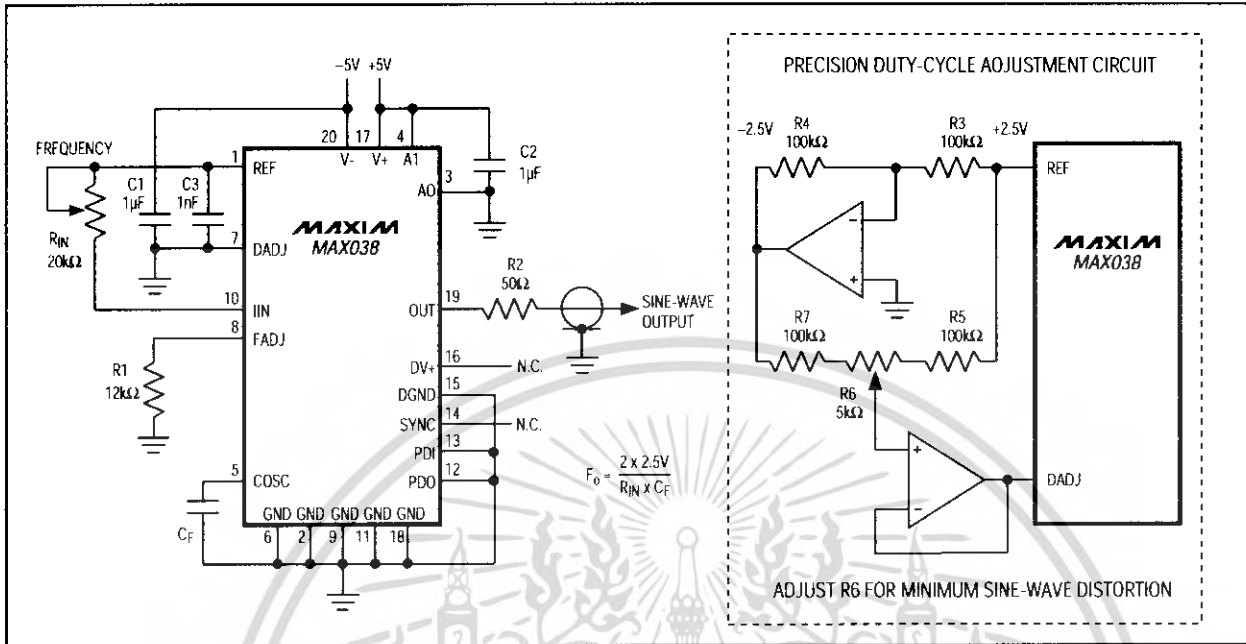 -5V +5V
20 17 4
V- V+ A1
FREQUENCY
1
REF
C1
1µF
C3
1nF
C2
1µF
3
AO
MAXIM
MAX038
7
DADJ
RIN
20kΩ
10
IIN
8
FADJ
R1
12kΩ
OUT
19
R2
50Ω
SINE-WAVE
OUTPUT
16
DV+
N.C.
15
DGND
14
SYNC
N.C.
13
PDI
12
PDO
5
COSC
CF
GND GND GND GND GND
6 2 9 11 18
Fo = 2 x 2.5V
RIN x CF
PRECISION DUTY-CYCLE AOJUSTMENT CIRCUIT
-2.5V
R4
100kΩ
R3
100kΩ
+2.5V
REF
MAXIM
MAX038
-
+
R7
100kΩ
R5
100kΩ
R6
5kΩ
+
-
DADJ
ADJUST R6 FOR MINIMUM SINE-WAVE DISTORTION